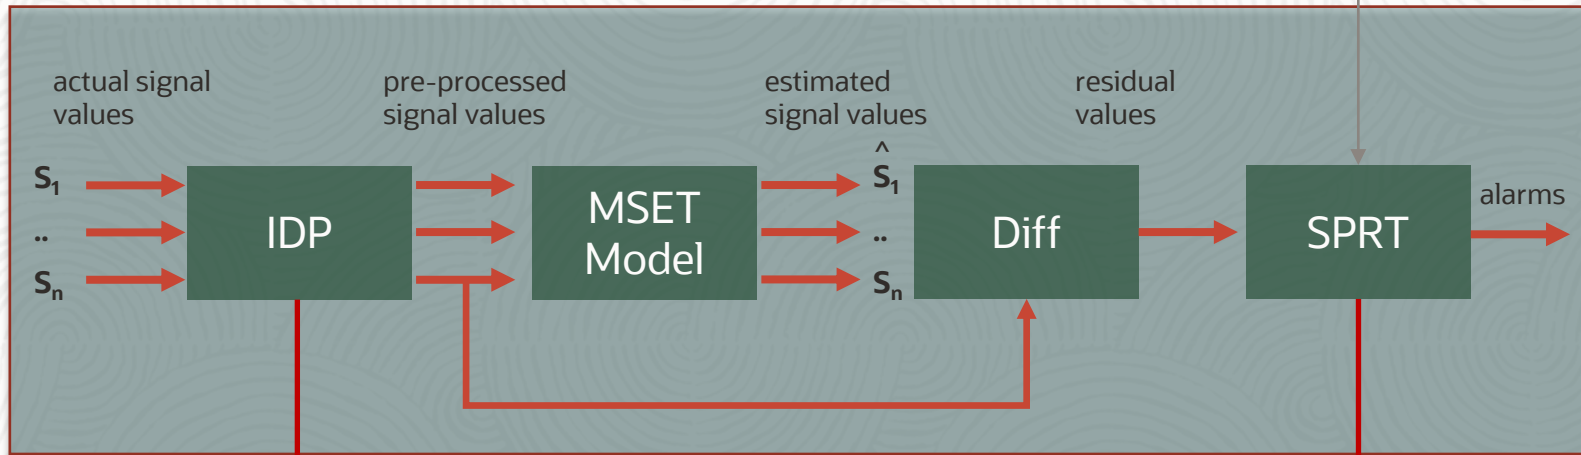 actual signal
values
pre-processed
signal values
estimated
signal values
residual
values
S₁
..
Sₙ
IDP
MSET
Model
^
S₁
..
Sₙ
Diff
SPRT
alarms